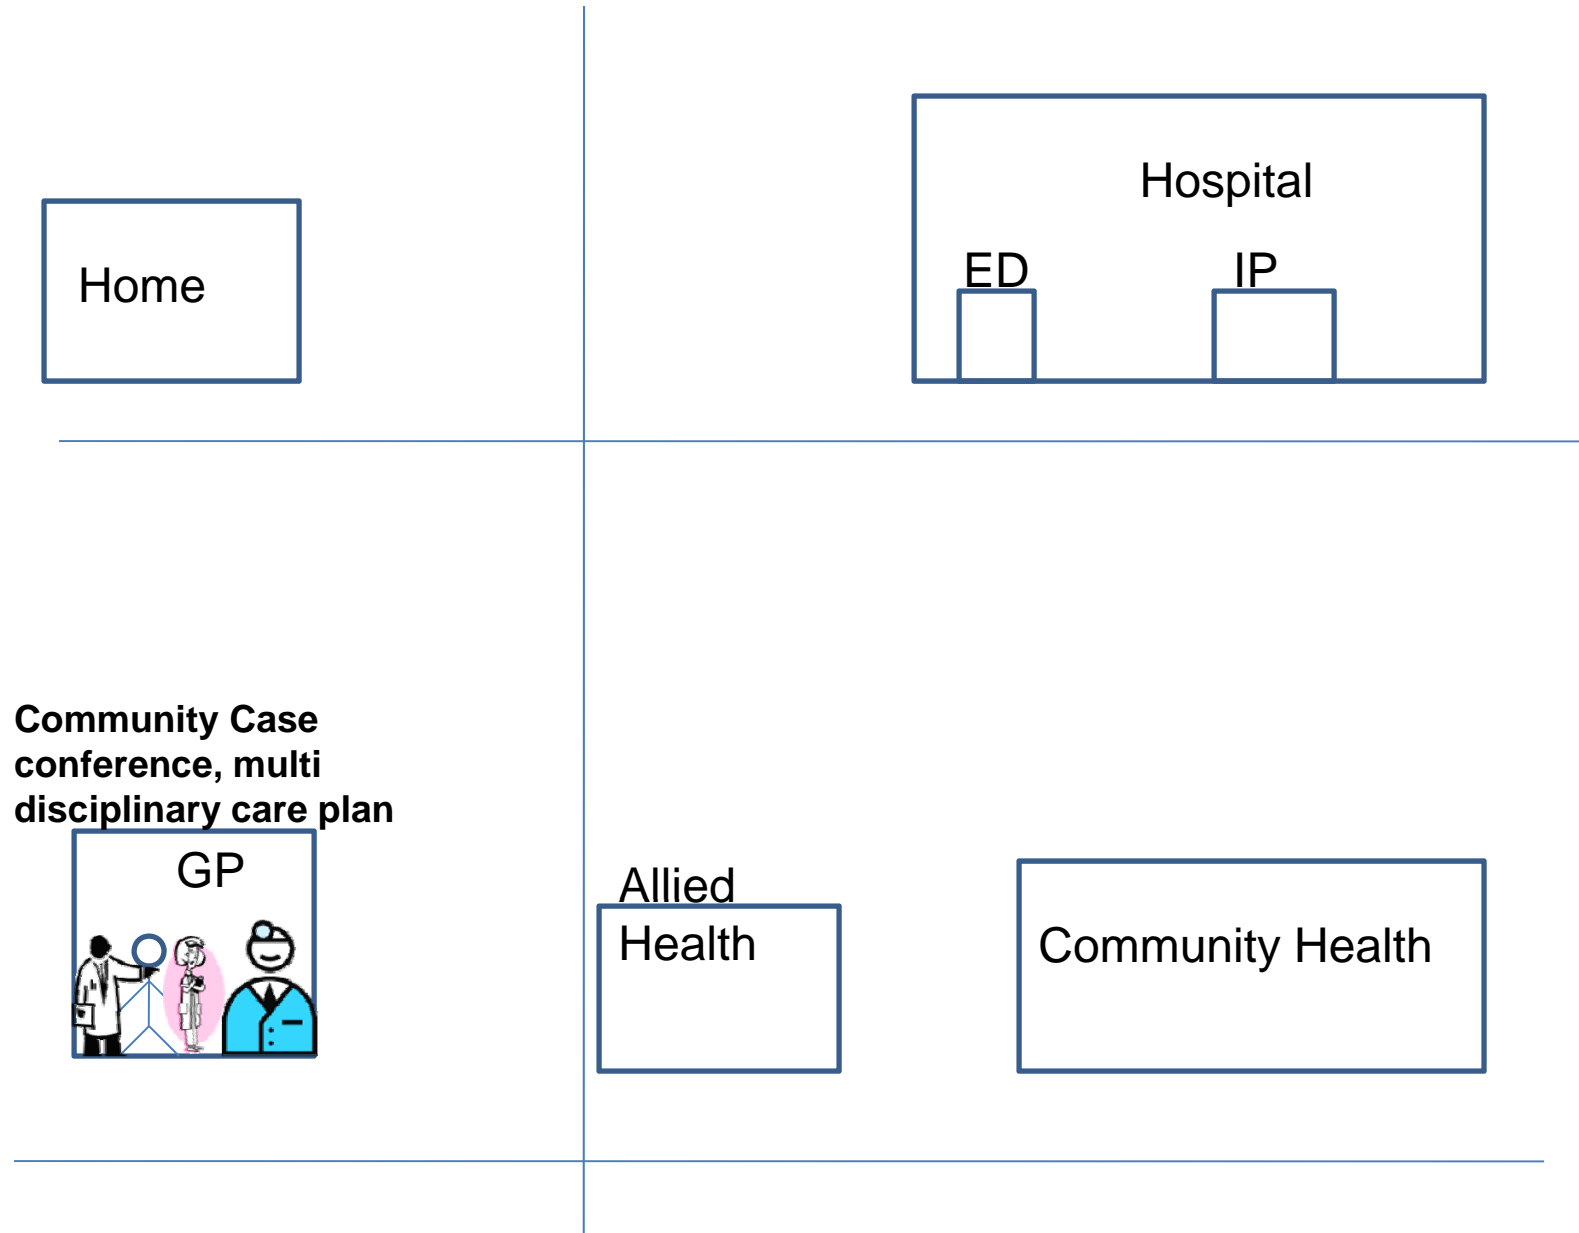 Hospital
ED
IP
Home
Community Case
conference, multi
disciplinary care plan
GP
Allied
Health
Community Health